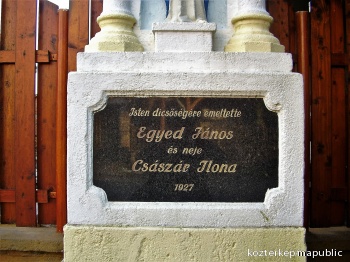 Isten dicsőségére emeltette
Egyed János
és neje
Császár Ilona
1927
kozterkepmapublic